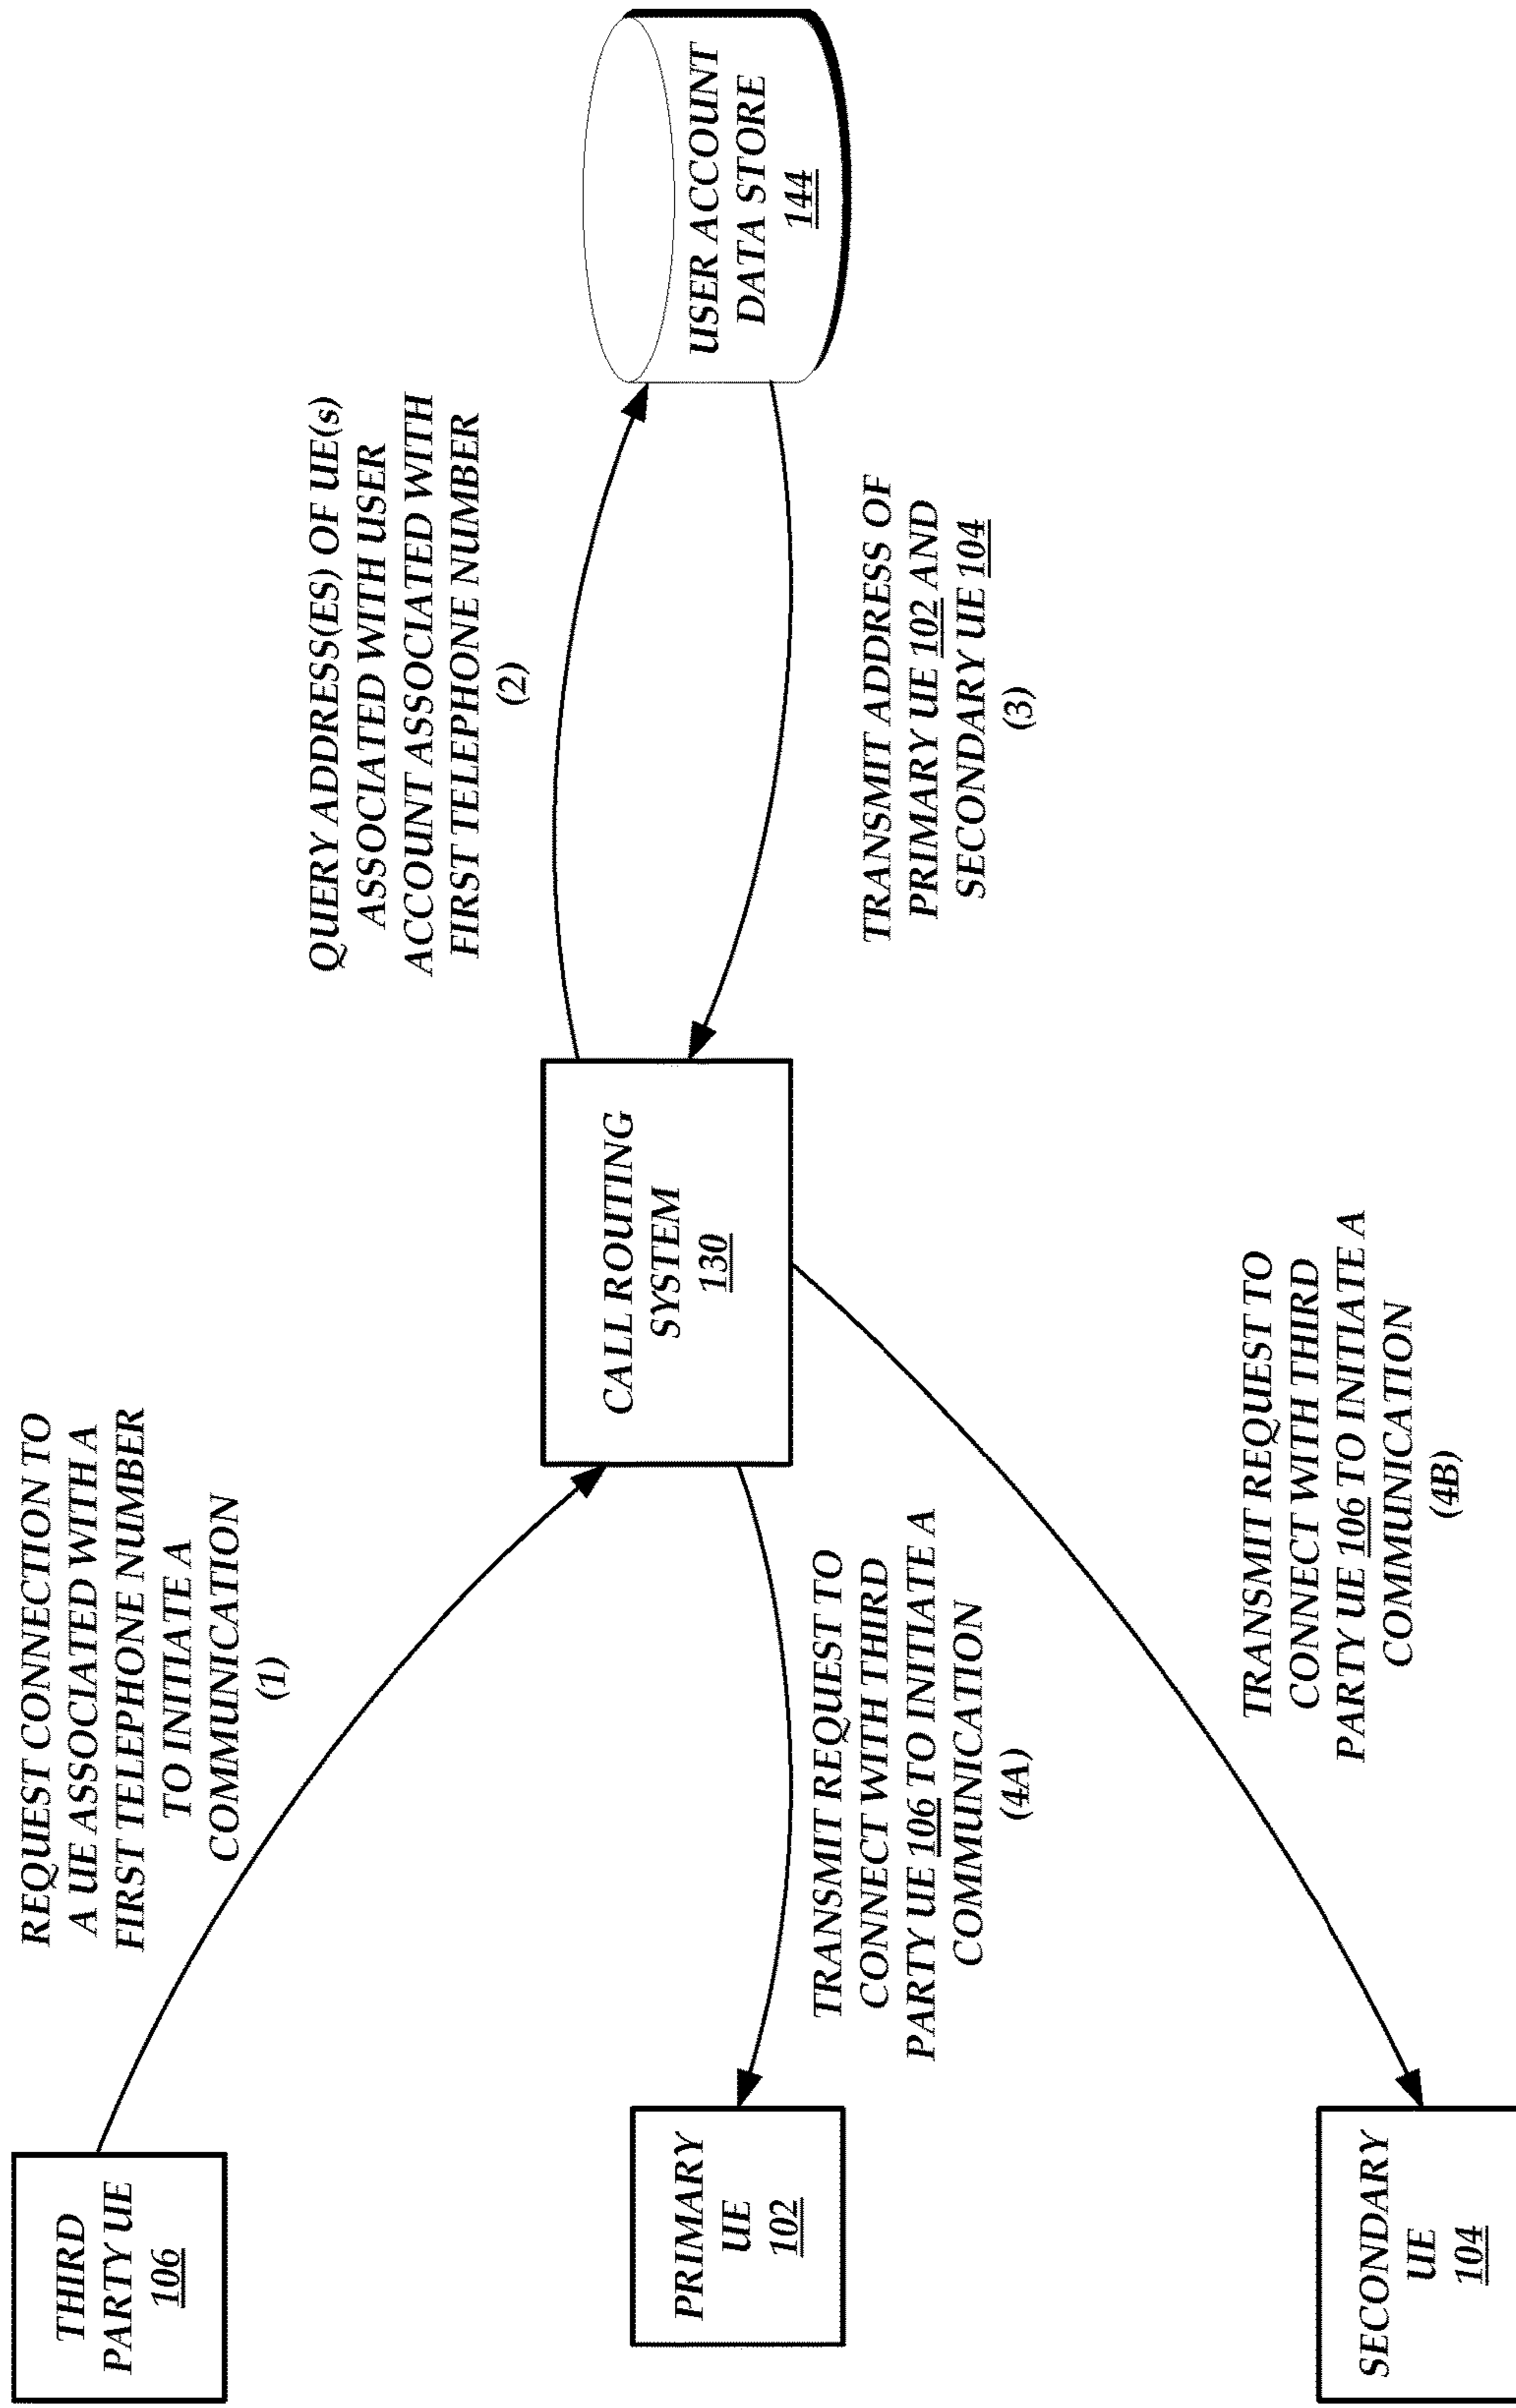 THIRD
PARTY UE
106
REQUEST CONNECTION TO
A UE ASSOCIATED WITH A
FIRST TELEPHONE NUMBER
TO INITIATE A
COMMUNICATION
(1)
QUERY ADDRESS(ES) OF UE(s)
ASSOCIATED WITH USER
ACCOUNT ASSOCIATED WITH
FIRST TELEPHONE NUMBER
(2)
CALL ROUTING
SYSTEM
130
USER ACCOUNT
DATA STORE
144
TRANSMIT ADDRESS OF
PRIMARY UE 102 AND
SECONDARY UE 104
(3)
PRIMARY
UE
102
TRANSMIT REQUEST TO
CONNECT WITH THIRD
PARTY UE 106 TO INITIATE A
COMMUNICATION
(4A)
TRANSMIT REQUEST TO
CONNECT WITH THIRD
PARTY UE 106 TO INITIATE A
COMMUNICATION
(4B)
SECONDARY
UE
104